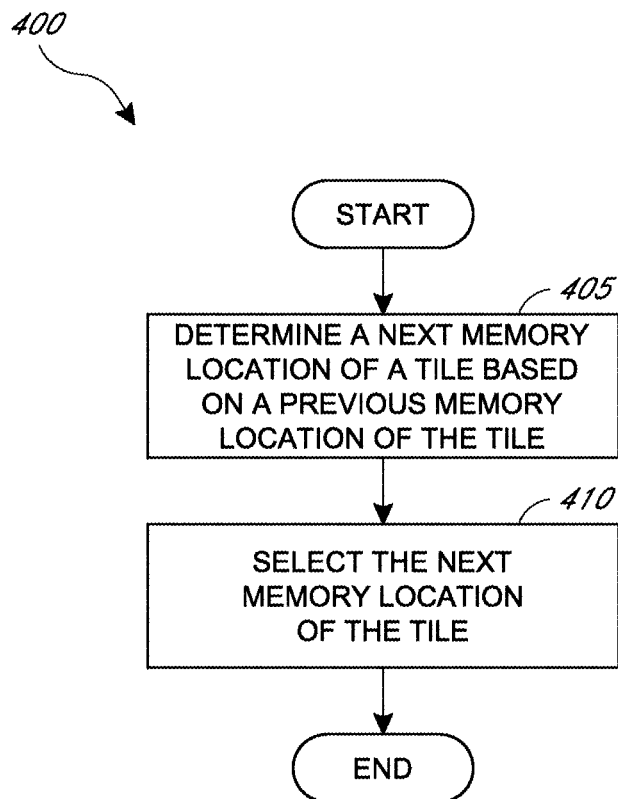 400
START
405
DETERMINE A NEXT MEMORY
LOCATION OF A TILE BASED
ON A PREVIOUS MEMORY
LOCATION OF THE TILE
410
SELECT THE NEXT
MEMORY LOCATION
OF THE TILE
END